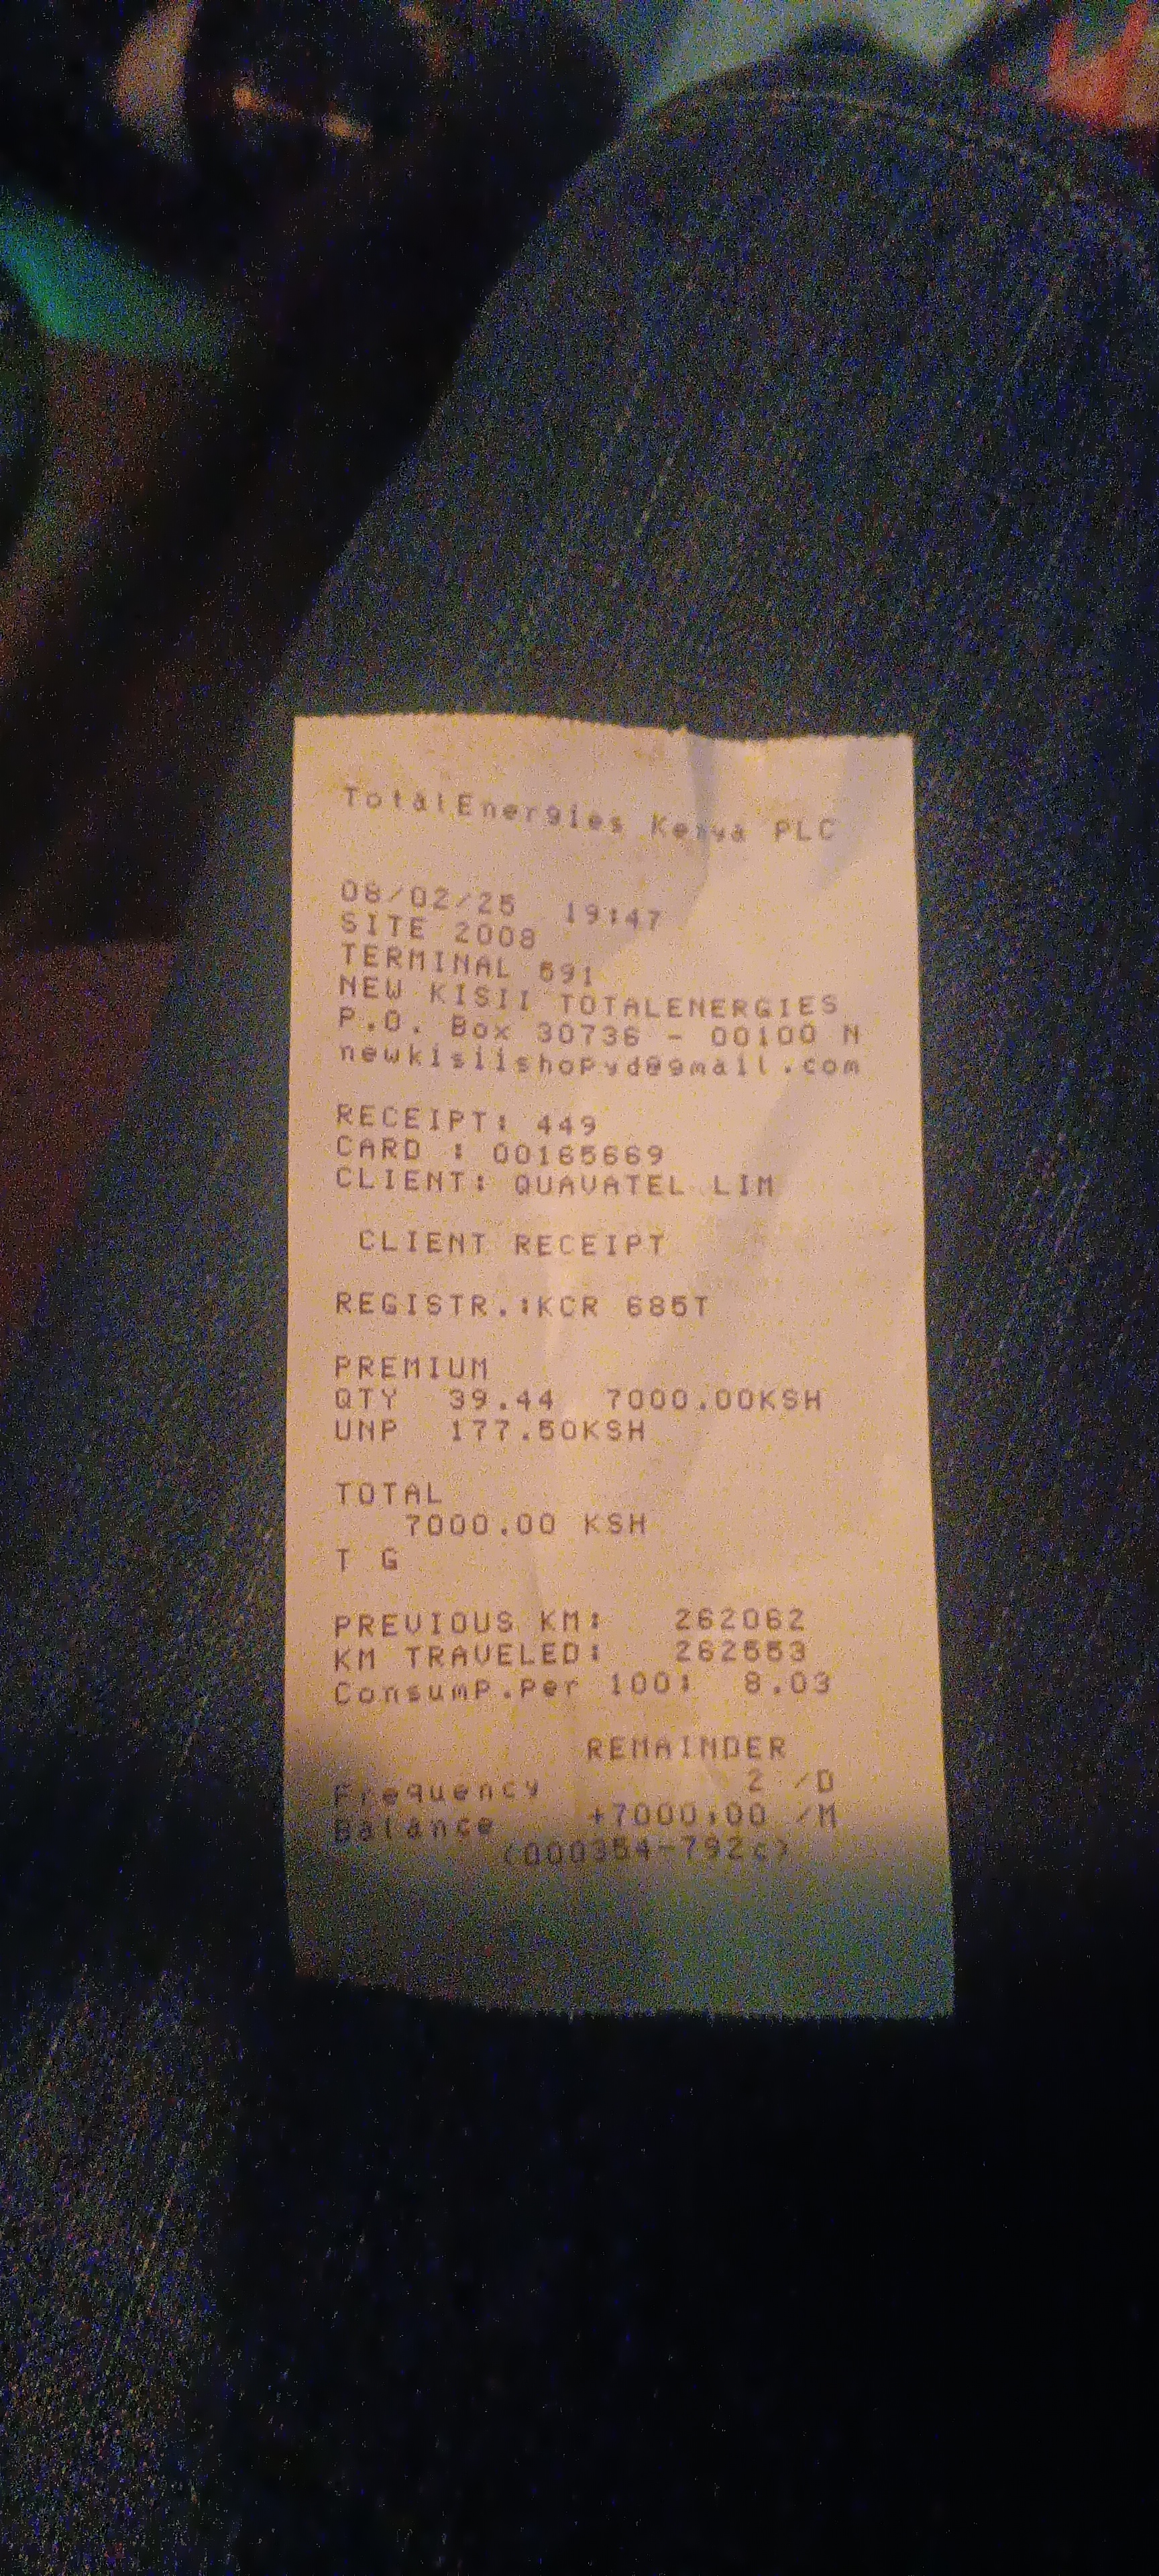 TotalEnergies Kenya PLC
08/02/25 19:47
SITE 2008
TERMINAL 691
NEW KISII TOTALENERGIES
P.O. Box 30736 - 00100 N
newkisiishopyd@gmail.com
RECEIPT: 449
CARD : 00165669
CLIENT: QUAVATEL LIM
CLIENT RECEIPT
REGISTR.:KCR 685T
PREMIUM
QTY 39.44 7000.00KSH
UNP 177.50KSH
TOTAL
7000.00 KSH
T G
PREVIOUS KM: 262062
KM TRAVELED: 262553
Consump.Per 100: 8.03
REMAINDER
Frequency 2 /D
Balance +7000.00 /M
(000354-792c)